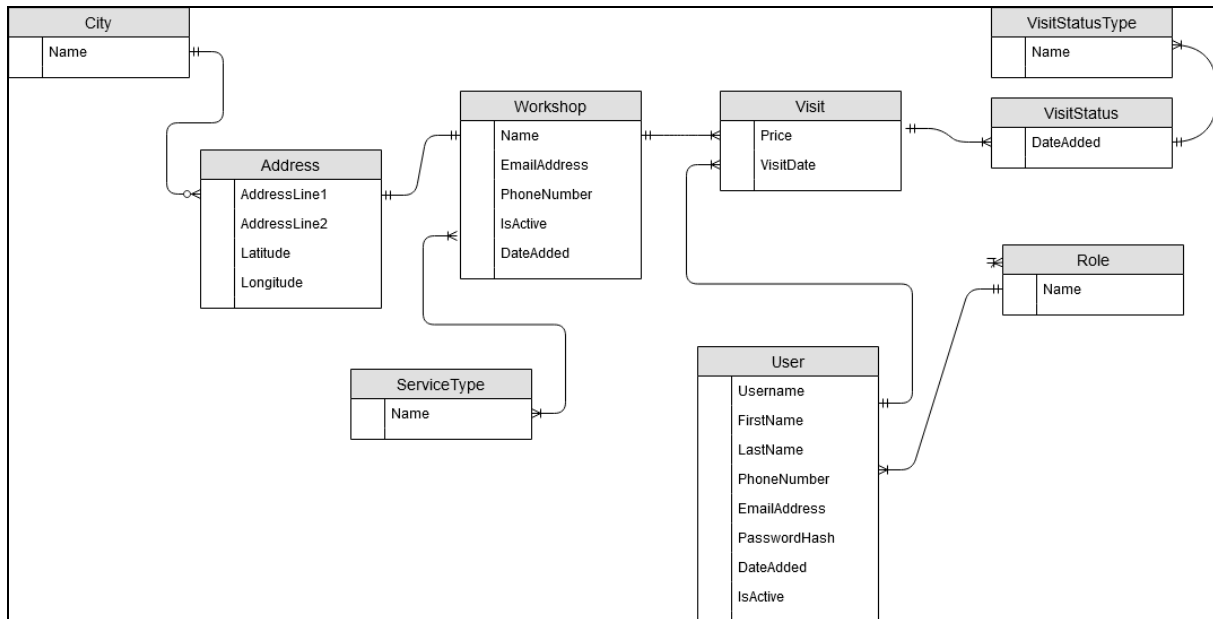 City
Name
VisitStatusType
Name
Workshop
Name
EmailAddress
PhoneNumber
IsActive
DateAdded
Visit
Price
VisitDate
VisitStatus
DateAdded
Address
AddressLine1
AddressLine2
Latitude
Longitude
Role
Name
ServiceType
Name
User
Username
FirstName
LastName
PhoneNumber
EmailAddress
PasswordHash
DateAdded
IsActive